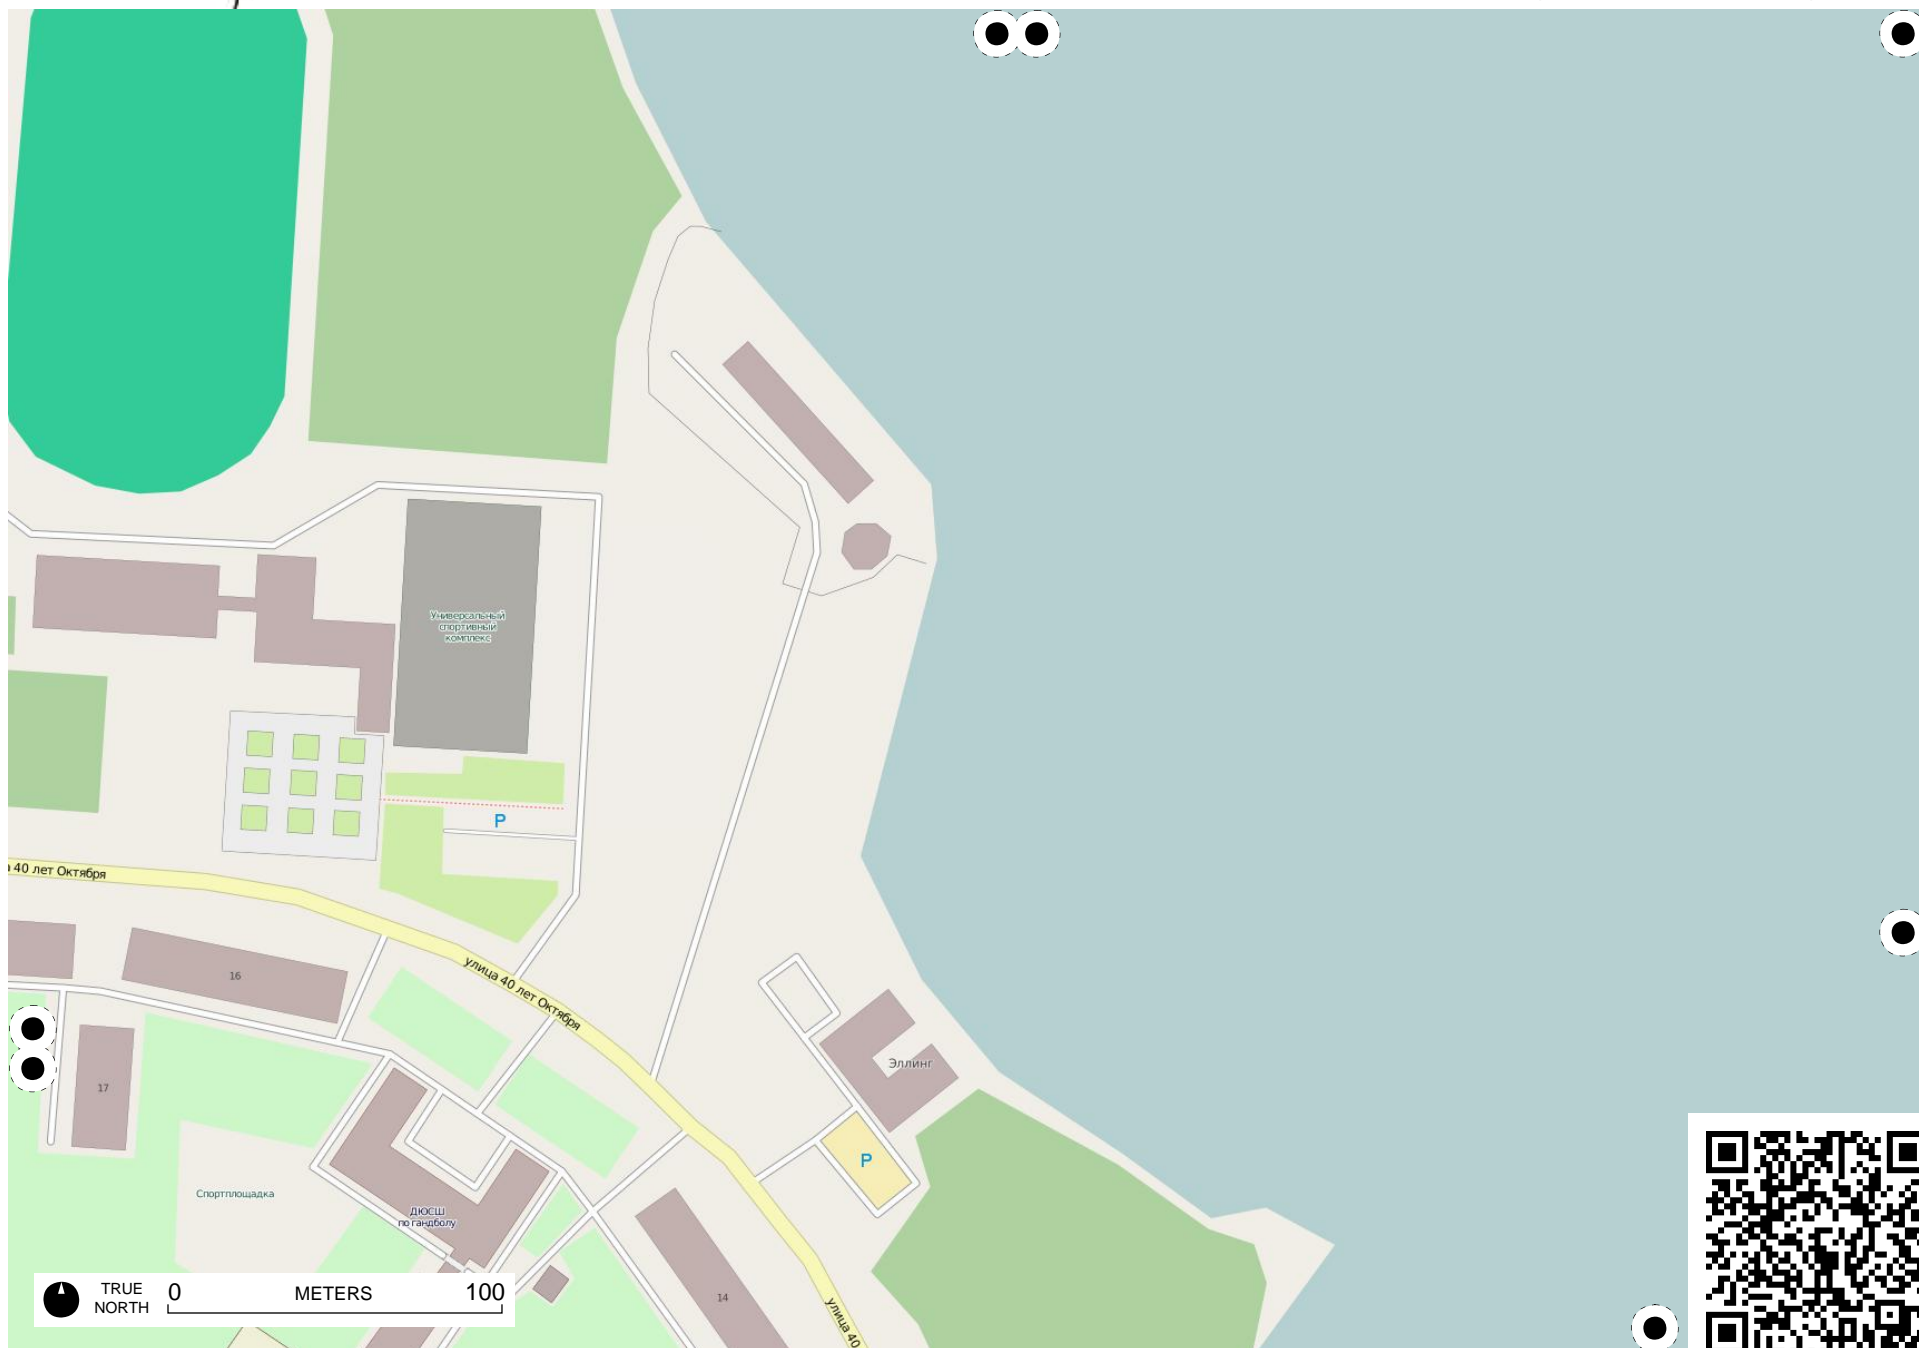 Универсальный
спортивный
комплекс
P
а 40 лет Октября
16
улица 40 лет Октября
Эллинг
17
P
Спортплощадка
ДЮСШ
по гандболу
TRUE
NORTH
0
METERS
100
14
улица 40